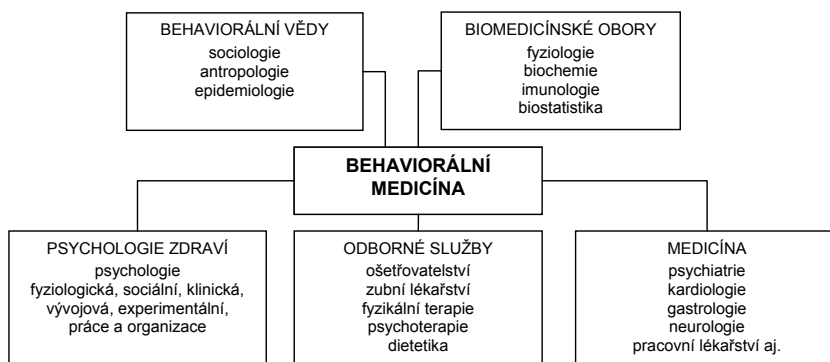 BEHAVIORÁLNÍ VĚDY
sociologie
antropologie
epidemiologie
BIOMEDICÍNSKÉ OBORY
fyziologie
biochemie
imunologie
biostatistika
BEHAVIORÁLNÍ
MEDICÍNA
PSYCHOLOGIE ZDRAVÍ
psychologie
fyziologická, sociální, klinická,
vývojová, experimentální,
práce a organizace
ODBORNÉ SLUŽBY
ošetřovatelství
zubní lékařství
fyzikální terapie
psychoterapie
dietetika
MEDICÍNA
psychiatrie
kardiologie
gastrologie
neurologie
pracovní lékařství aj.